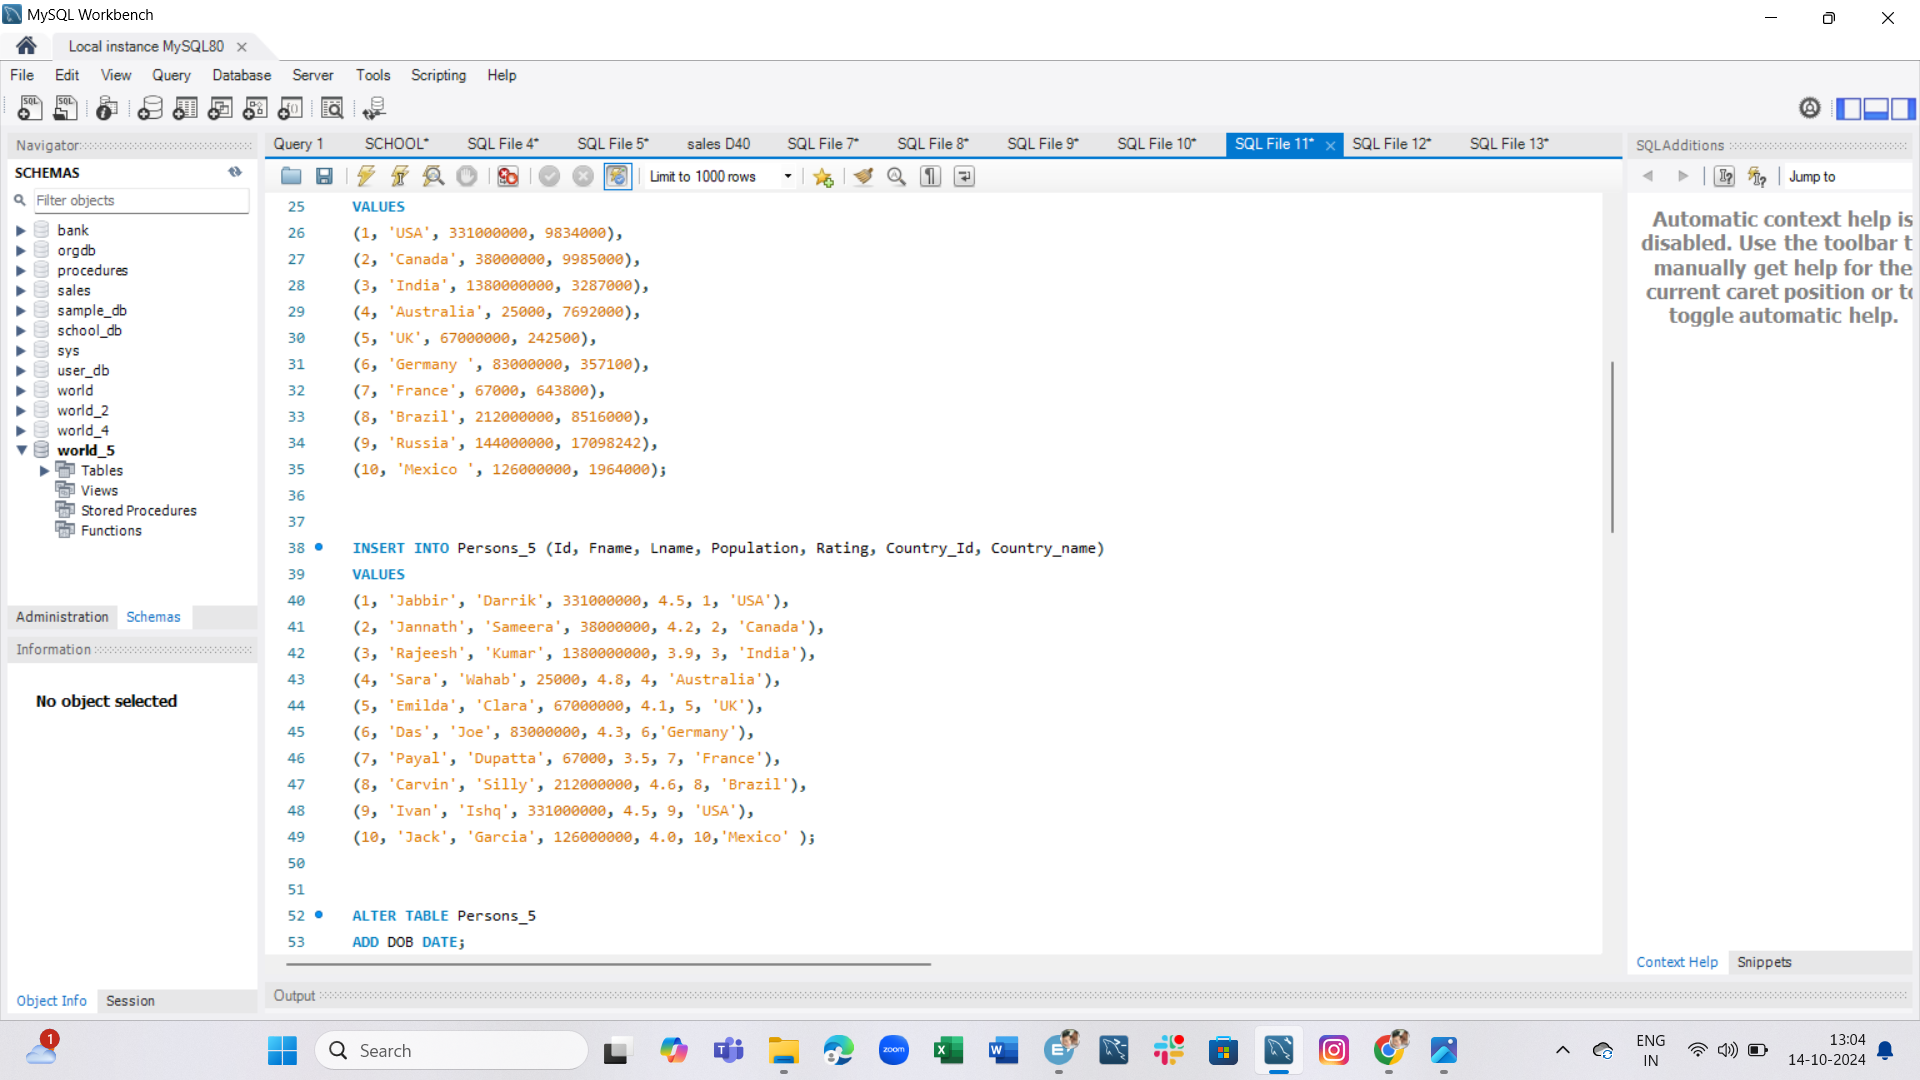 MySQL Workbench
Local instance MySQL80
File Edit View Query Database Server Tools Scripting Help
Navigator
SCHEMAS
Filter objects
bank
orgdb
procedures
sales
sample_db
school_db
sys
user_db
world
world_2
world_4
world_5
Tables
Views
Stored Procedures
Functions
Administration Schemas
Information
No object selected
Object Info Session
Query 1 SCHOOL* SQL File 4* SQL File 5* sales D40 SQL File 7* SQL File 8* SQL File 9* SQL File 10* SQL File 11* SQL File 12* SQL File 13*
Limit to 1000 rows
25 VALUES
26 (1, 'USA', 331000000, 9834000),
27 (2, 'Canada', 38000000, 9985000),
28 (3, 'India', 1380000000, 3287000),
29 (4, 'Australia', 25000, 7692000),
30 (5, 'UK', 67000000, 242500),
31 (6, 'Germany ', 83000000, 357100),
32 (7, 'France', 67000, 643800),
33 (8, 'Brazil', 212000000, 8516000),
34 (9, 'Russia', 144000000, 17098242),
35 (10, 'Mexico ', 126000000, 1964000);
36
37
38 INSERT INTO Persons_5 (Id, Fname, Lname, Population, Rating, Country_Id, Country_name)
39 VALUES
40 (1, 'Jabbir', 'Darrik', 331000000, 4.5, 1, 'USA'),
41 (2, 'Jannath', 'Sameera', 38000000, 4.2, 2, 'Canada'),
42 (3, 'Rajeesh', 'Kumar', 1380000000, 3.9, 3, 'India'),
43 (4, 'Sara', 'Wahab', 25000, 4.8, 4, 'Australia'),
44 (5, 'Emilda', 'Clara', 67000000, 4.1, 5, 'UK'),
45 (6, 'Das', 'Joe', 83000000, 4.3, 6,'Germany'),
46 (7, 'Payal', 'Dupatta', 67000, 3.5, 7, 'France'),
47 (8, 'Carvin', 'Silly', 212000000, 4.6, 8, 'Brazil'),
48 (9, 'Ivan', 'Ishq', 331000000, 4.5, 9, 'USA'),
49 (10, 'Jack', 'Garcia', 126000000, 4.0, 10,'Mexico' );
50
51
52 ALTER TABLE Persons_5
53 ADD DOB DATE;
Output
SQLAdditions
Jump to
Automatic context help is
disabled. Use the toolbar t
manually get help for the
current caret position or to
toggle automatic help.
Context Help Snippets
1
Search
zoom
ENG
IN
13:04
14-10-2024